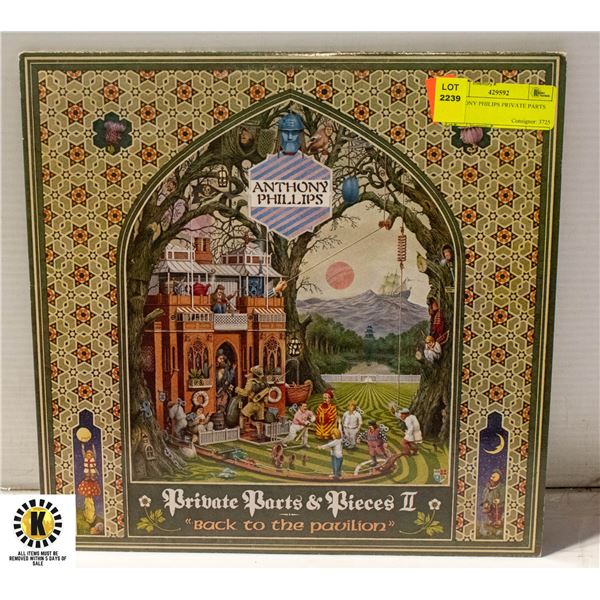 LOT
2239
429592
PHILIPS PRIVATE PARTS
Consignor: 3725
ANTHONY
PHILLIPS
Private Parts & Pieces II
"Back to the pavilion"
K
ALL ITEMS MUST BE
REMOVED WITHIN 5 DAYS OF
SALE